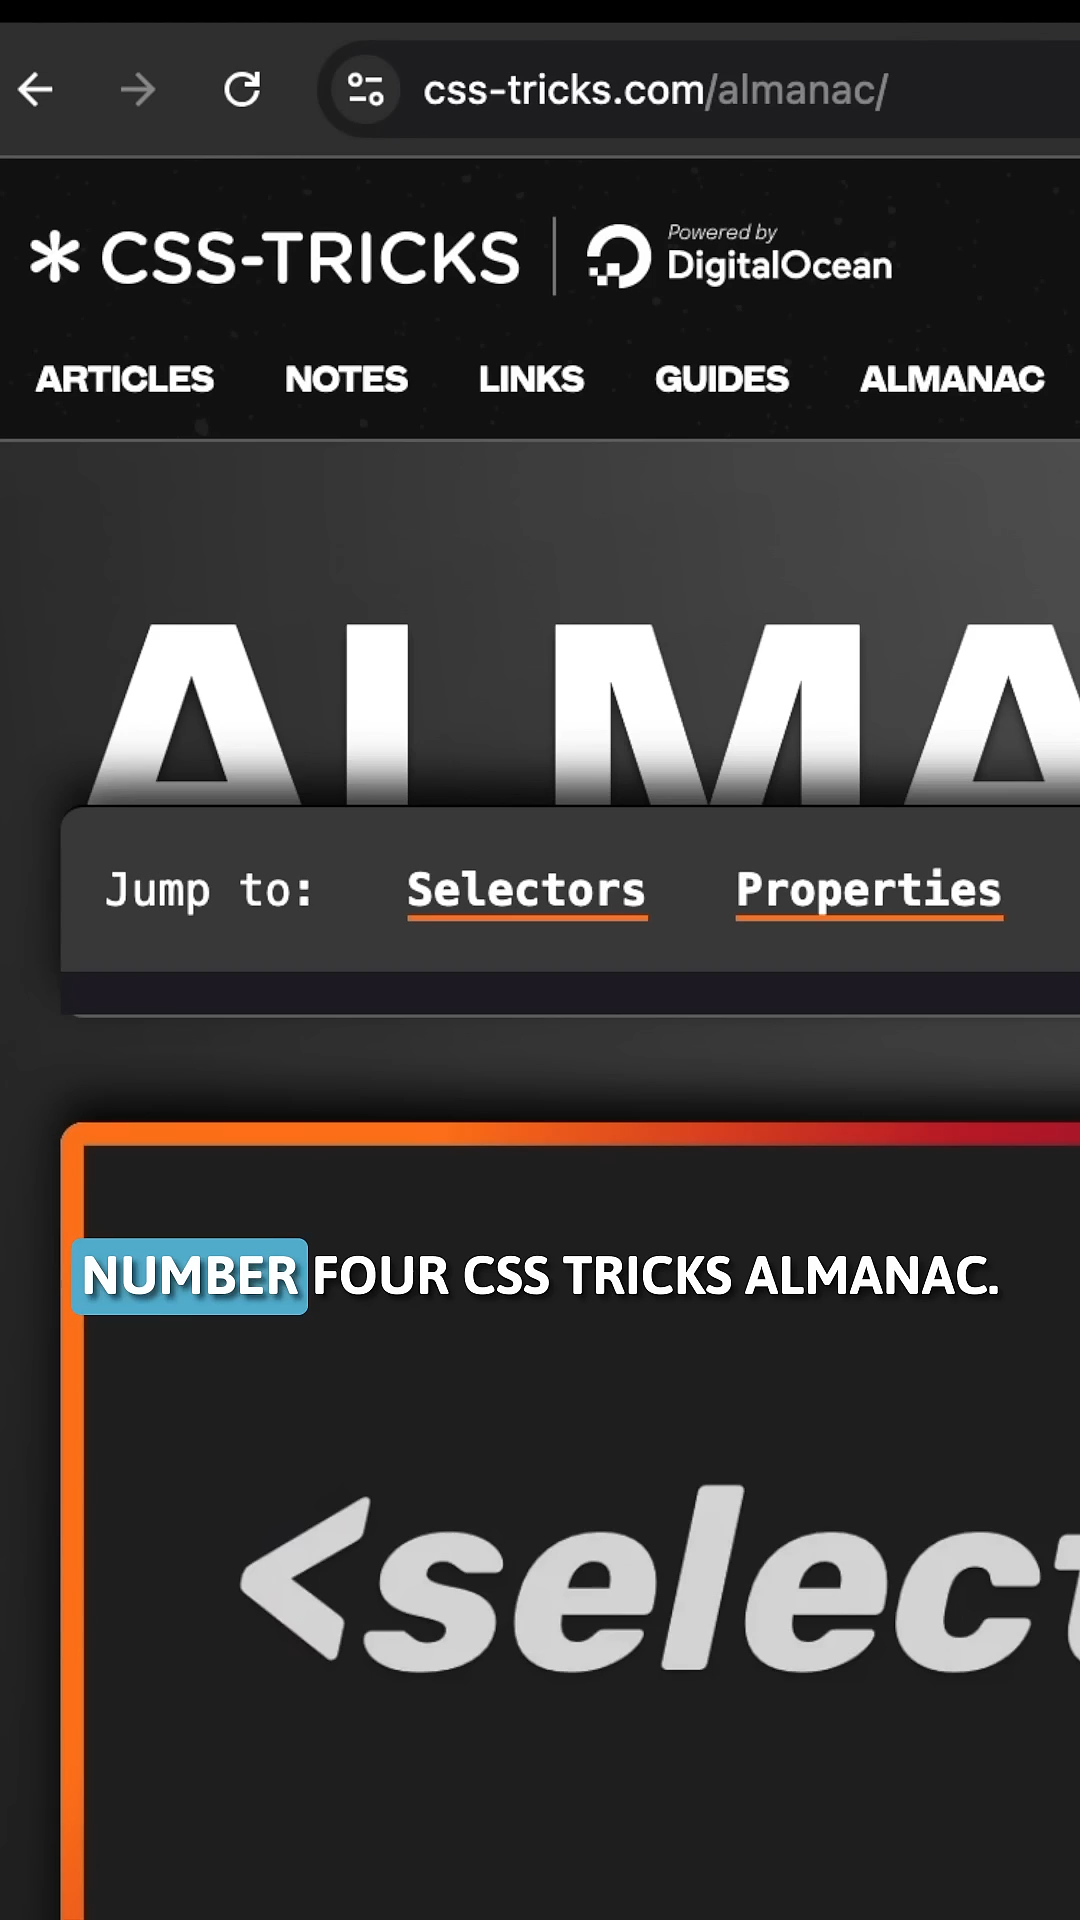 css-tricks.com/almanac/
* CSS-TRICKS
Powered by
DigitalOcean
ARTICLES NOTES LINKS GUIDES ALMANAC
ALMA
Jump to: Selectors Properties
NUMBER FOUR CSS TRICKS ALMANAC.
<select